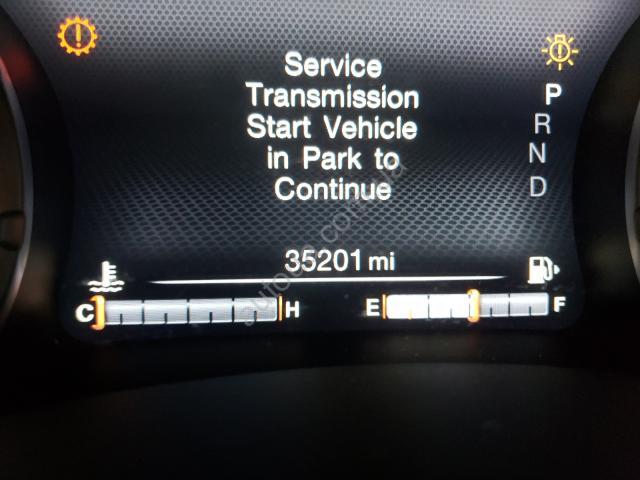 Service
Transmission
Start Vehicle
in Park to
Continue
P
R
N
D
35201 mi
C H E F